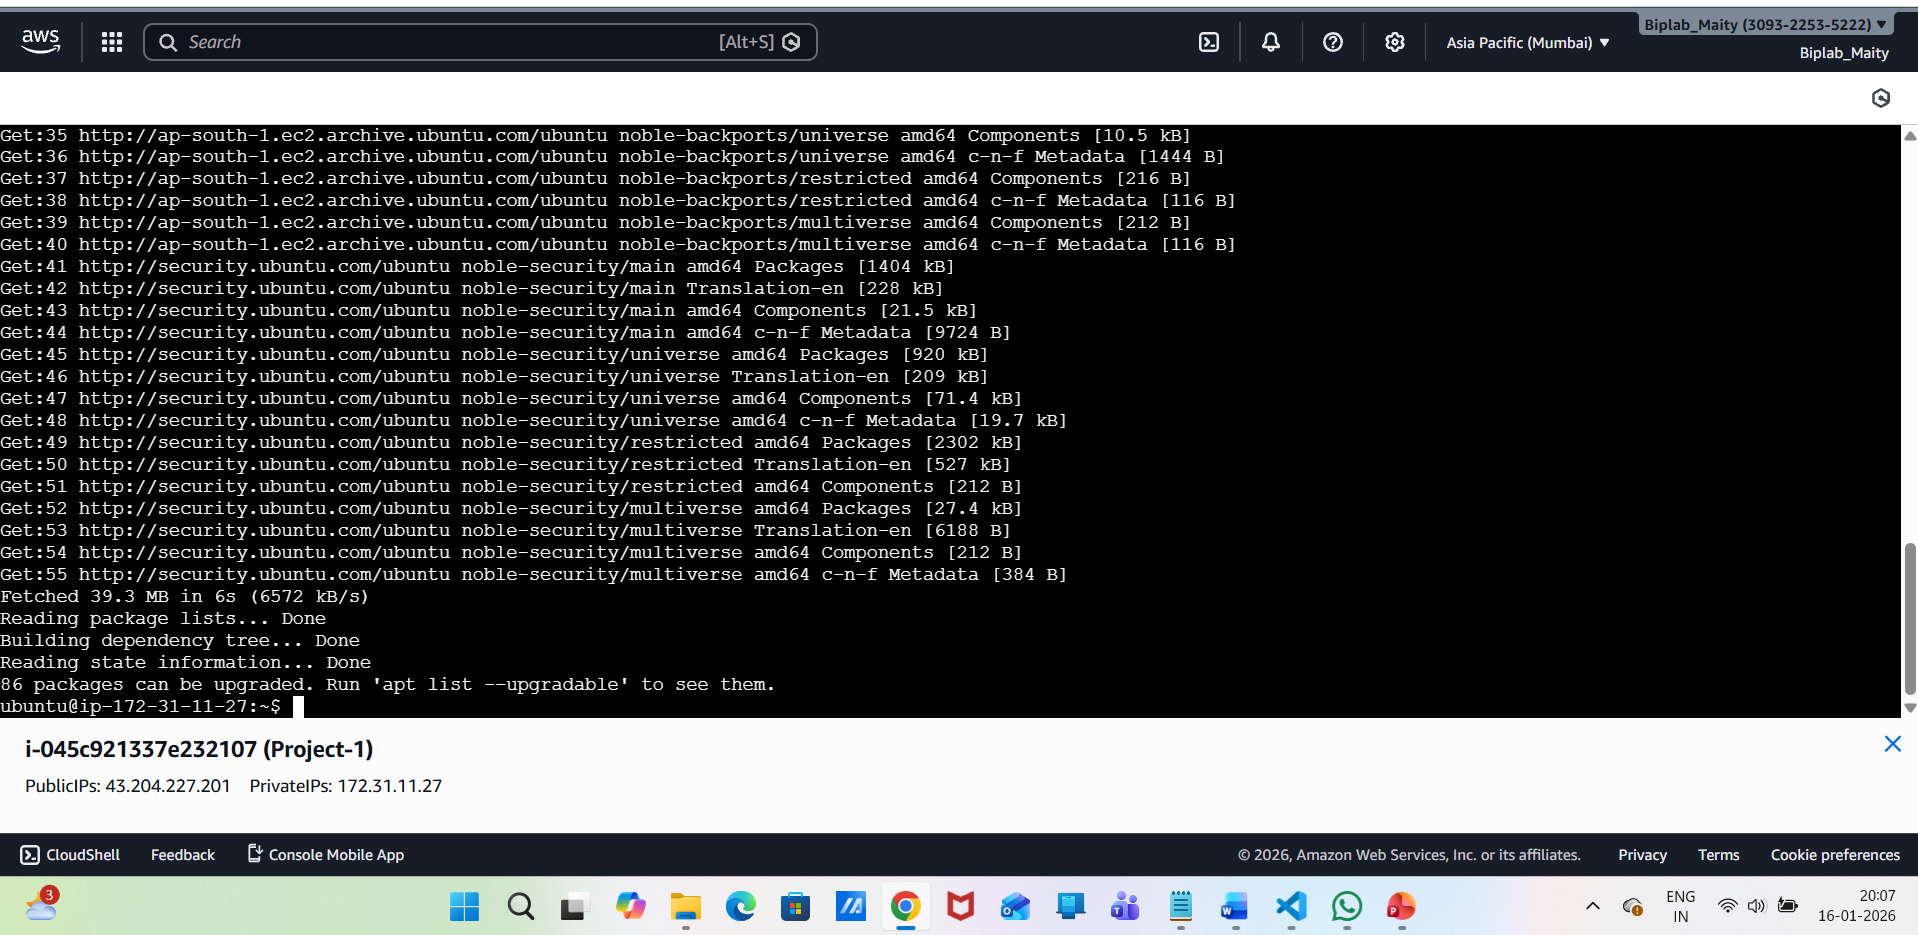 aws
Search
[Alt+S]
Asia Pacific (Mumbai) ▼
Biplab_Maity (3093-2253-5222) ▼
Biplab_Maity
Get:35 http://ap-south-1.ec2.archive.ubuntu.com/ubuntu noble-backports/universe amd64 Components [10.5 kB]
Get:36 http://ap-south-1.ec2.archive.ubuntu.com/ubuntu noble-backports/universe amd64 c-n-f Metadata [1444 B]
Get:37 http://ap-south-1.ec2.archive.ubuntu.com/ubuntu noble-backports/restricted amd64 Components [216 B]
Get:38 http://ap-south-1.ec2.archive.ubuntu.com/ubuntu noble-backports/restricted amd64 c-n-f Metadata [116 B]
Get:39 http://ap-south-1.ec2.archive.ubuntu.com/ubuntu noble-backports/multiverse amd64 Components [212 B]
Get:40 http://ap-south-1.ec2.archive.ubuntu.com/ubuntu noble-backports/multiverse amd64 c-n-f Metadata [116 B]
Get:41 http://security.ubuntu.com/ubuntu noble-security/main amd64 Packages [1404 kB]
Get:42 http://security.ubuntu.com/ubuntu noble-security/main Translation-en [228 kB]
Get:43 http://security.ubuntu.com/ubuntu noble-security/main amd64 Components [21.5 kB]
Get:44 http://security.ubuntu.com/ubuntu noble-security/main amd64 c-n-f Metadata [9724 B]
Get:45 http://security.ubuntu.com/ubuntu noble-security/universe amd64 Packages [920 kB]
Get:46 http://security.ubuntu.com/ubuntu noble-security/universe Translation-en [209 kB]
Get:47 http://security.ubuntu.com/ubuntu noble-security/universe amd64 Components [71.4 kB]
Get:48 http://security.ubuntu.com/ubuntu noble-security/universe amd64 c-n-f Metadata [19.7 kB]
Get:49 http://security.ubuntu.com/ubuntu noble-security/restricted amd64 Packages [2302 kB]
Get:50 http://security.ubuntu.com/ubuntu noble-security/restricted Translation-en [527 kB]
Get:51 http://security.ubuntu.com/ubuntu noble-security/restricted amd64 Components [212 B]
Get:52 http://security.ubuntu.com/ubuntu noble-security/multiverse amd64 Packages [27.4 kB]
Get:53 http://security.ubuntu.com/ubuntu noble-security/multiverse Translation-en [6188 B]
Get:54 http://security.ubuntu.com/ubuntu noble-security/multiverse amd64 Components [212 B]
Get:55 http://security.ubuntu.com/ubuntu noble-security/multiverse amd64 c-n-f Metadata [384 B]
Fetched 39.3 MB in 6s (6572 kB/s)
Reading package lists... Done
Building dependency tree... Done
Reading state information... Done
86 packages can be upgraded. Run 'apt list --upgradable' to see them.
ubuntu@ip-172-31-11-27:~$
i-045c921337e232107 (Project-1)
PublicIPs: 43.204.227.201 PrivateIPs: 172.31.11.27
CloudShell Feedback Console Mobile App © 2026, Amazon Web Services, Inc. or its affiliates. Privacy Terms Cookie preferences
3
ENG
IN
20:07
16-01-2026